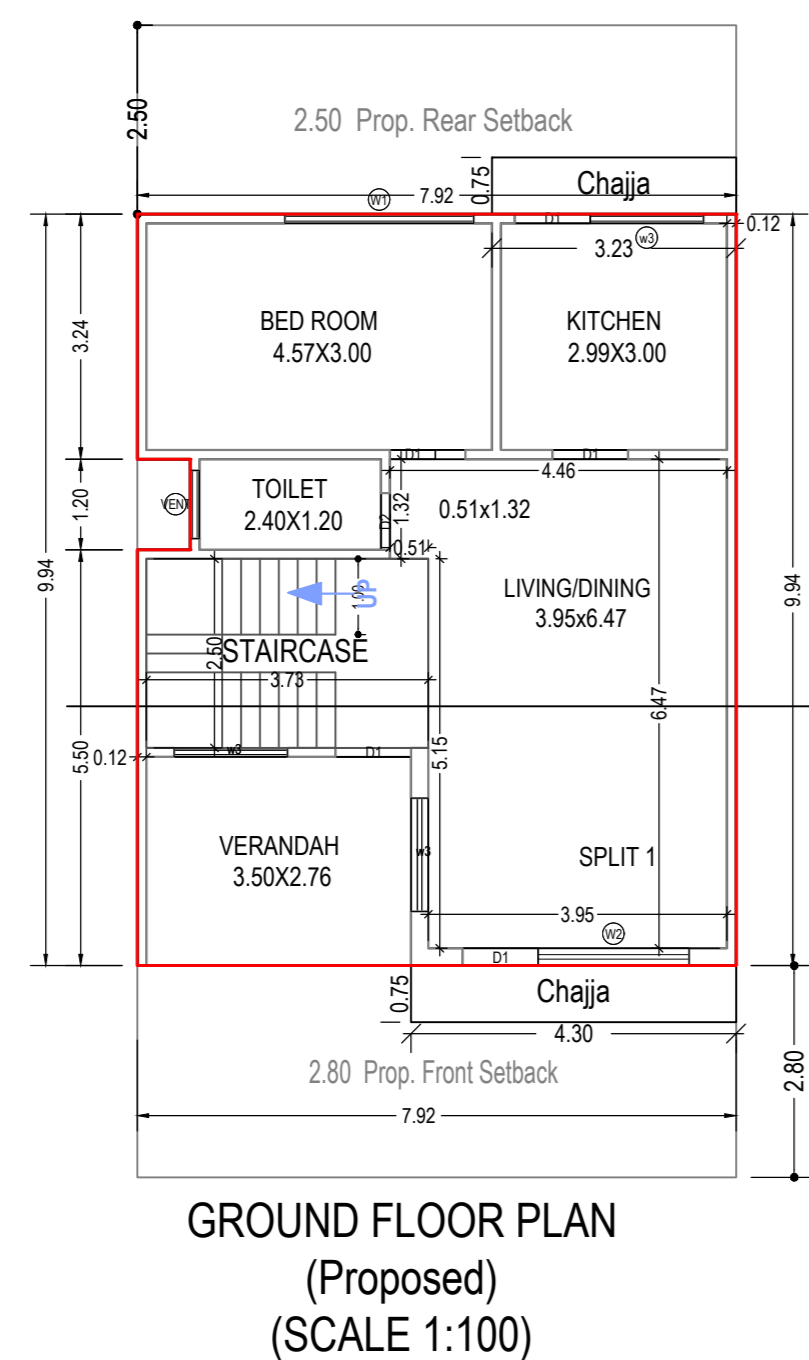 2.50
2.50 Prop. Rear Setback
0.75
Chajja
W1
7.92
D1
w3
0.12
3.23
3.24
BED ROOM
4.57X3.00
KITCHEN
2.99X3.00
D1
D1
4.46
1.20
VENT
TOILET
2.40X1.20
D2
1.32
0.51x1.32
0.51
9.94
9.94
UP
1.00
LIVING/DINING
3.95x6.47
2.50
STAIRCASE
3.73
6.47
5.50
0.12
w3
D1
5.15
VERANDAH
3.50X2.76
w3
SPLIT 1
3.95
W2
D1
0.75
Chajja
4.30
2.80 Prop. Front Setback
2.80
7.92
GROUND FLOOR PLAN
(Proposed)
(SCALE 1:100)